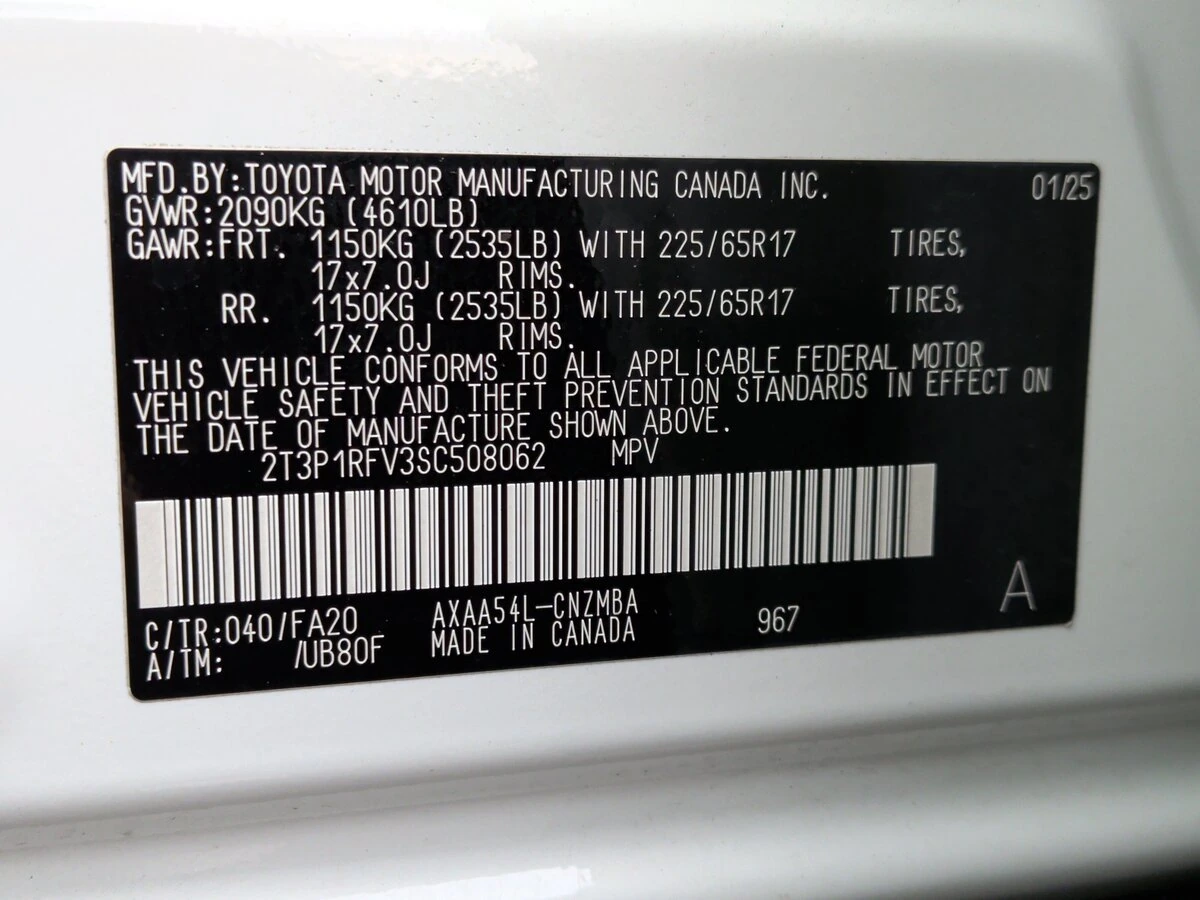 MFD.BY:TOYOTA MOTOR MANUFACTURING CANADA INC. 01/25
GVWR:2090KG (4610LB)
GAWR:FRT. 1150KG (2535LB) WITH 225/65R17 TIRES,
17x7.0J RIMS.
RR. 1150KG (2535LB) WITH 225/65R17 TIRES,
17x7.0J RIMS.
THIS VEHICLE CONFORMS TO ALL APPLICABLE FEDERAL MOTOR
VEHICLE SAFETY AND THEFT PREVENTION STANDARDS IN EFFECT ON
THE DATE OF MANUFACTURE SHOWN ABOVE.
2T3P1RFV3SC508062 MPV
A
C/TR:040/FA20 AXAA54L-CNZMBA 967
A/TM: /UB80F MADE IN CANADA